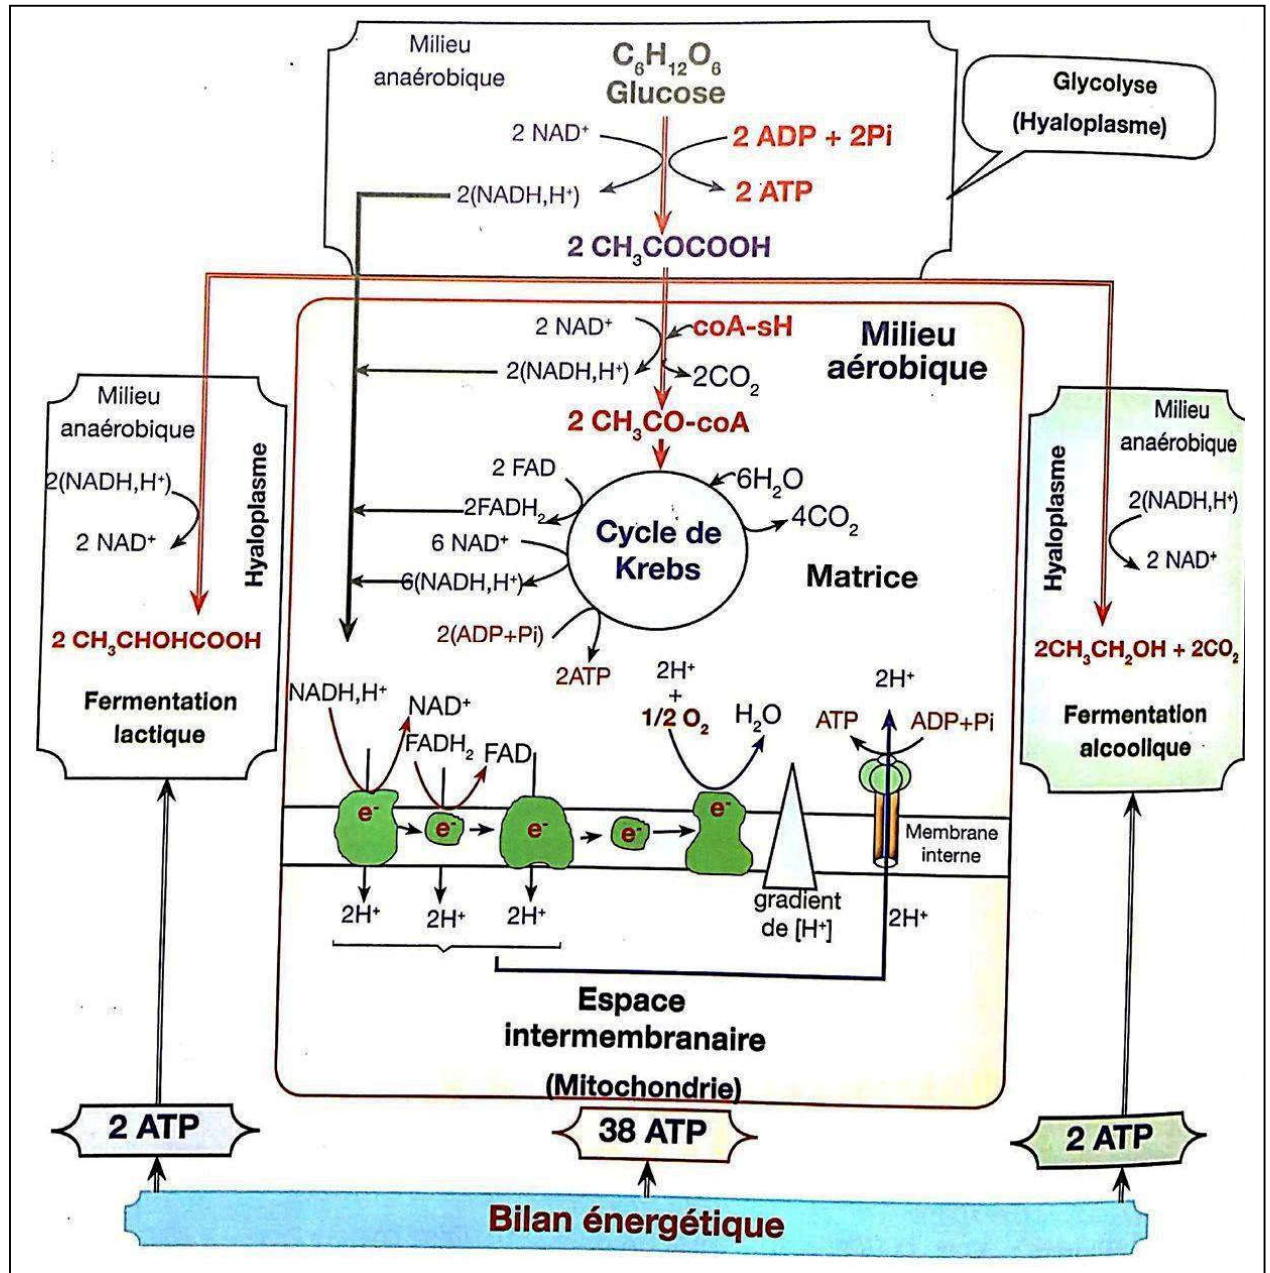 Milieu
anaérobique
C₆H₁₂O₆
Glucose
Glycolyse
(Hyaloplasme)
2 NAD⁺
2 ADP + 2Pi
2(NADH,H⁺)
2 ATP
2 CH₃COCOOH
2 NAD⁺
coA-sH
Milieu
aérobique
2(NADH,H⁺)
2CO₂
2 CH₃CO-coA
Milieu
anaérobique
2(NADH,H⁺)
2 NAD⁺
Hyaloplasme
2 CH₃CHOHCOOH
Fermentation
lactique
2 FAD
6H₂O
2FADH₂
4CO₂
6 NAD⁺
Cycle de
Krebs
6(NADH,H⁺)
Matrice
2(ADP+Pi)
2ATP
Milieu
anaérobique
Hyaloplasme
2(NADH,H⁺)
2 NAD⁺
2CH₃CH₂OH + 2CO₂
Fermentation
alcoolique
NADH,H⁺
NAD⁺
FADH₂
FAD
2H⁺
+
1/2 O₂
H₂O
2H⁺
ATP
ADP+Pi
e⁻
e⁻
e⁻
e⁻
e⁻
Membrane
interne
2H⁺
2H⁺
2H⁺
gradient
de [H⁺]
2H⁺
Espace
intermembranaire
(Mitochondrie)
2 ATP
38 ATP
2 ATP
Bilan énergétique